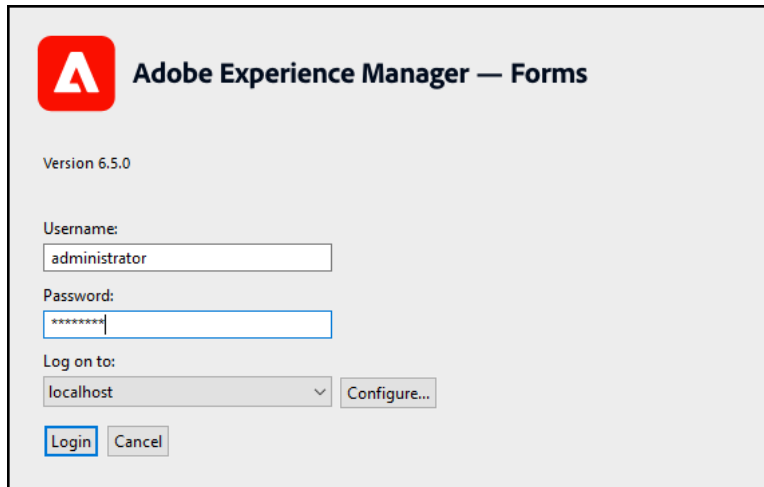 Adobe Experience Manager — Forms
Version 6.5.0
Username:
administrator
Password:
********
Log on to:
localhost
Configure...
Login
Cancel